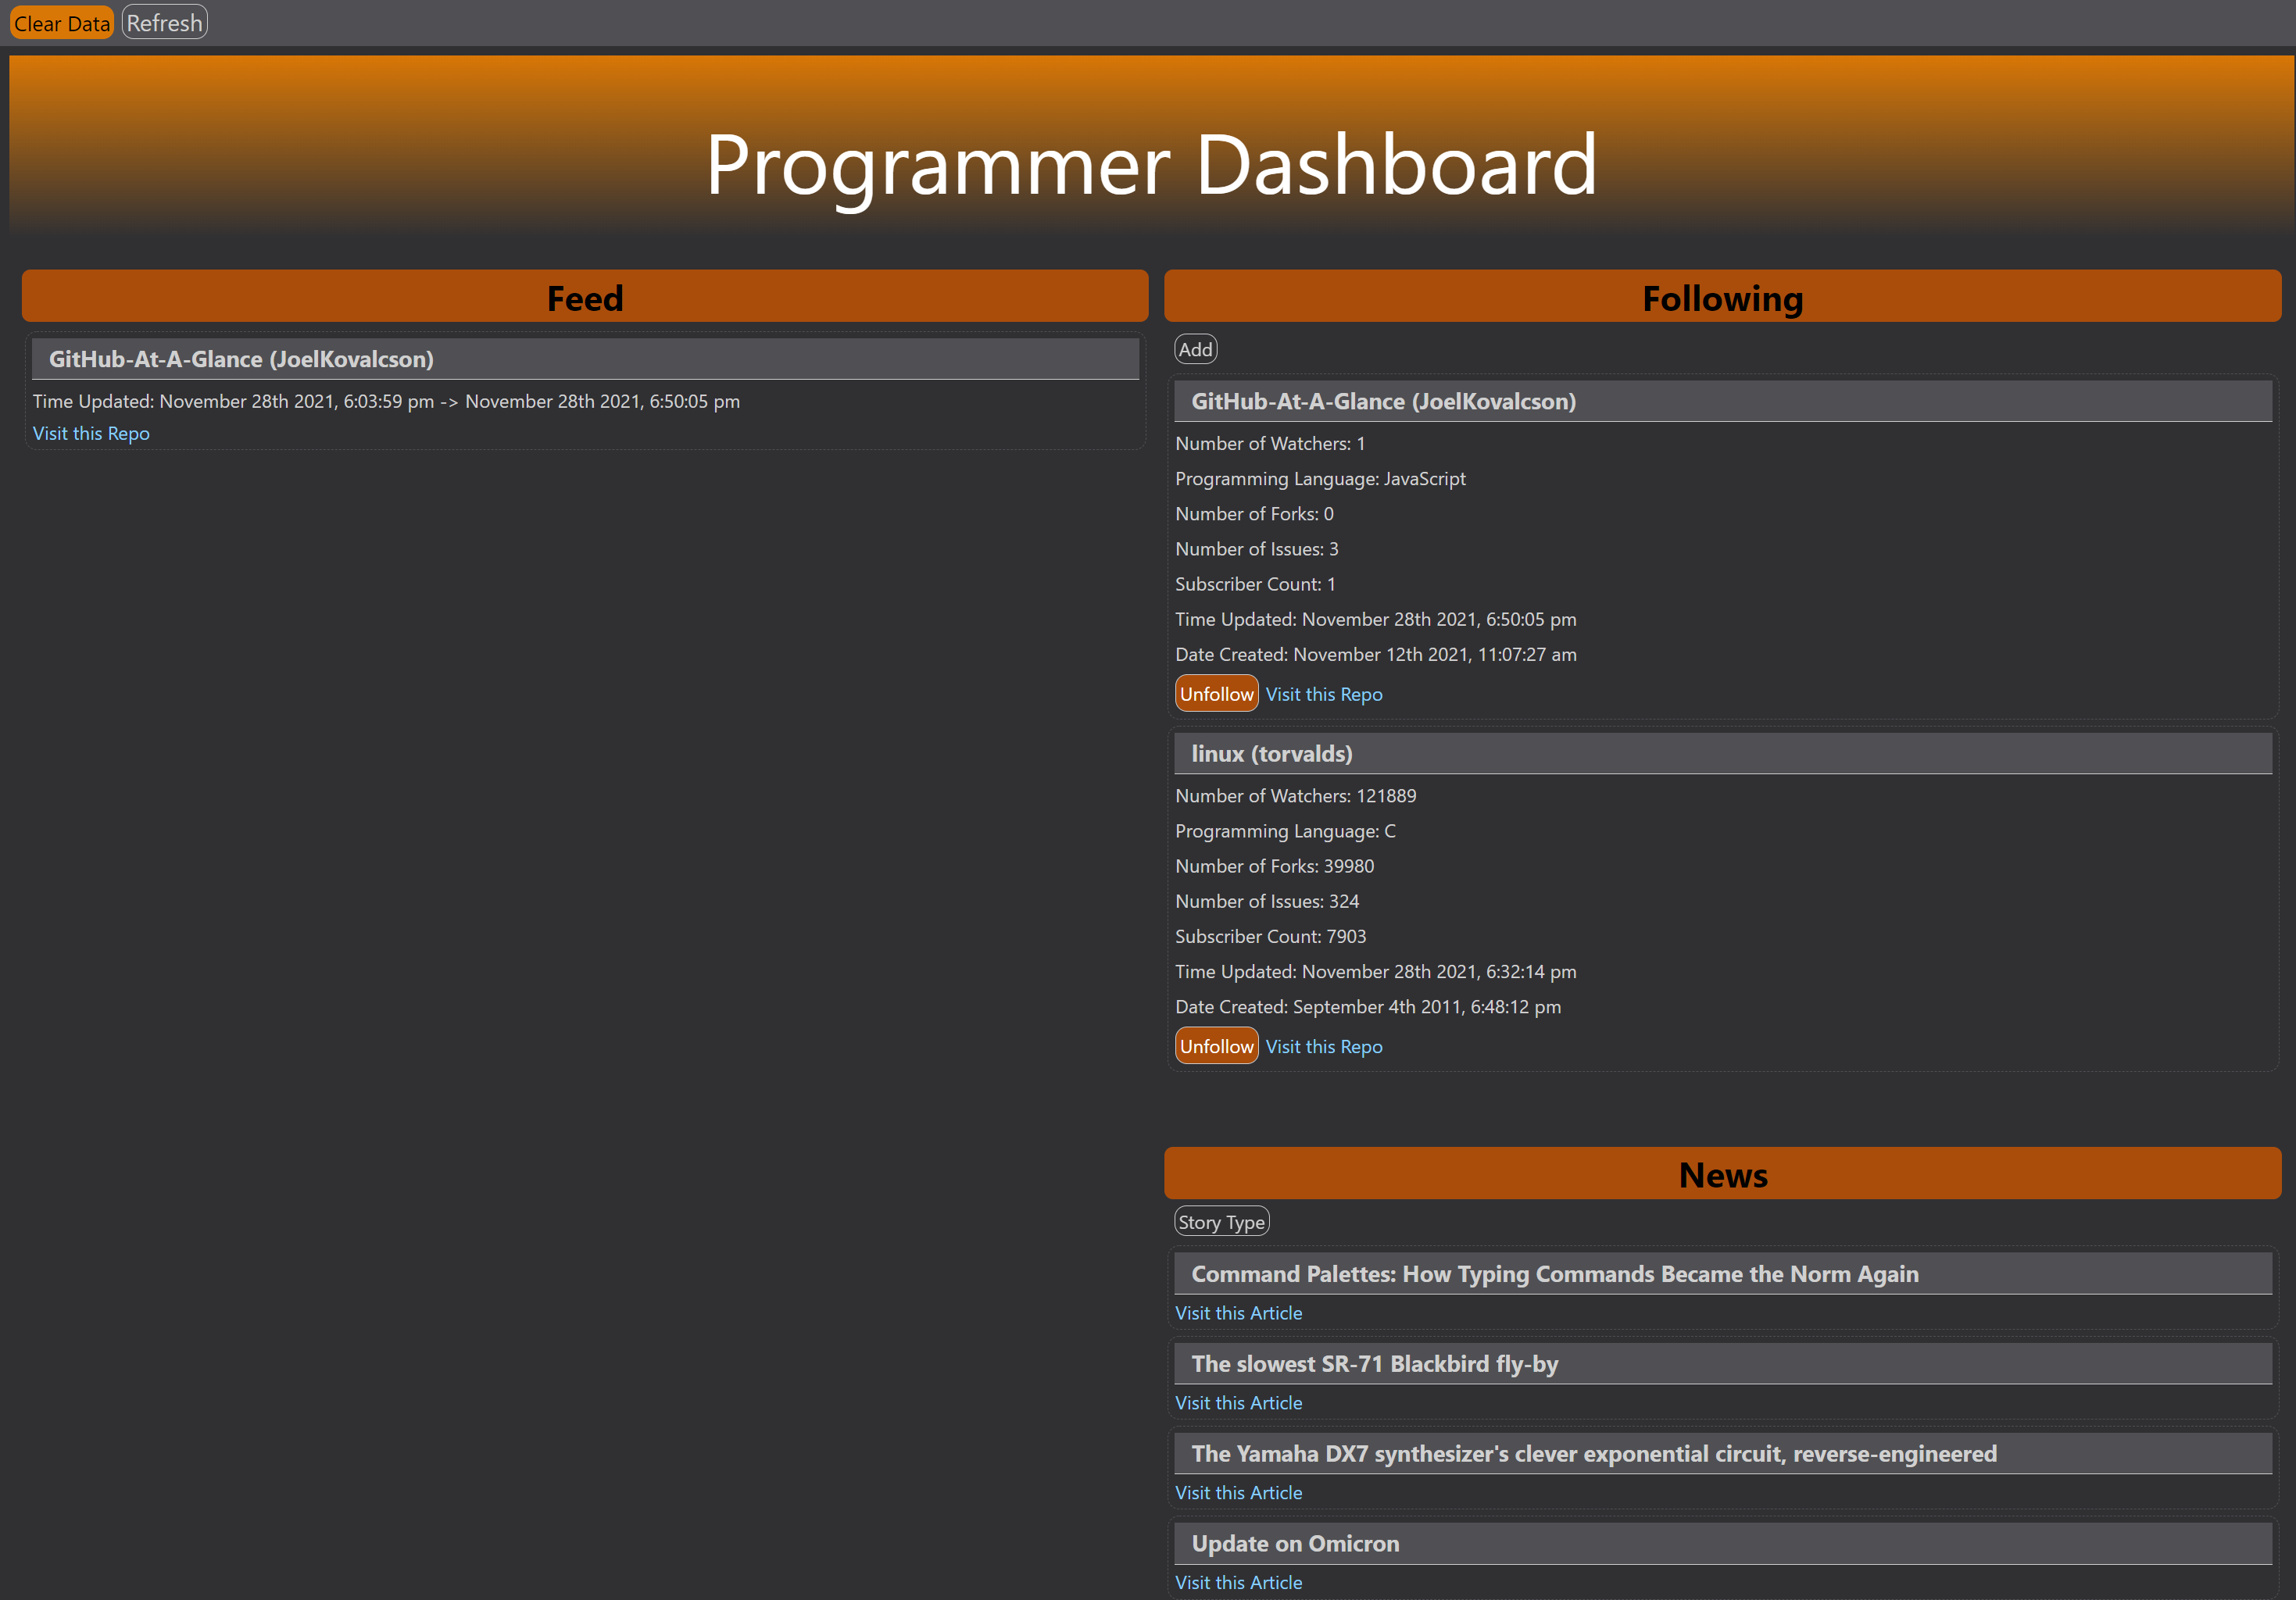 Clear Data Refresh
Programmer Dashboard
Feed
GitHub-At-A-Glance (JoelKovalcson)
Time Updated: November 28th 2021, 6:03:59 pm -> November 28th 2021, 6:50:05 pm
Visit this Repo
Following
Add
GitHub-At-A-Glance (JoelKovalcson)
Number of Watchers: 1
Programming Language: JavaScript
Number of Forks: 0
Number of Issues: 3
Subscriber Count: 1
Time Updated: November 28th 2021, 6:50:05 pm
Date Created: November 12th 2021, 11:07:27 am
Unfollow Visit this Repo
linux (torvalds)
Number of Watchers: 121889
Programming Language: C
Number of Forks: 39980
Number of Issues: 324
Subscriber Count: 7903
Time Updated: November 28th 2021, 6:32:14 pm
Date Created: September 4th 2011, 6:48:12 pm
Unfollow Visit this Repo
News
Story Type
Command Palettes: How Typing Commands Became the Norm Again
Visit this Article
The slowest SR-71 Blackbird fly-by
Visit this Article
The Yamaha DX7 synthesizer's clever exponential circuit, reverse-engineered
Visit this Article
Update on Omicron
Visit this Article